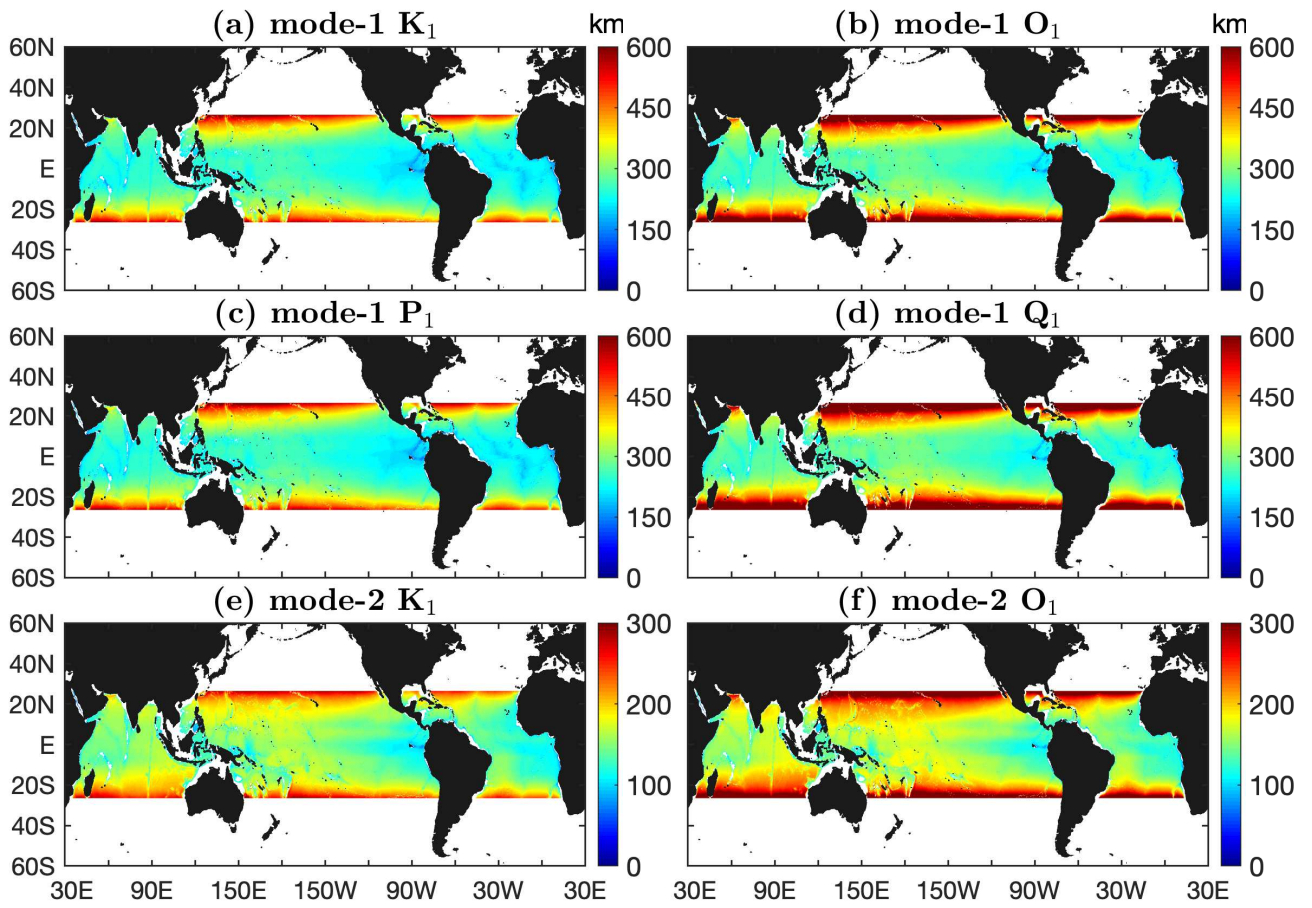 (a) mode-1 K₁ km
(b) mode-1 O₁ km
60N 40N 20N E 20S 40S 60S
600 450 300 150 0
600 450 300 150 0
(c) mode-1 P₁
(d) mode-1 Q₁
60N 40N 20N E 20S 40S 60S
600 450 300 150 0
600 450 300 150 0
(e) mode-2 K₁
(f) mode-2 O₁
60N 40N 20N E 20S 40S 60S
300 200 100 0
300 200 100 0
30E 90E 150E 150W 90W 30W 30E
30E 90E 150E 150W 90W 30W 30E